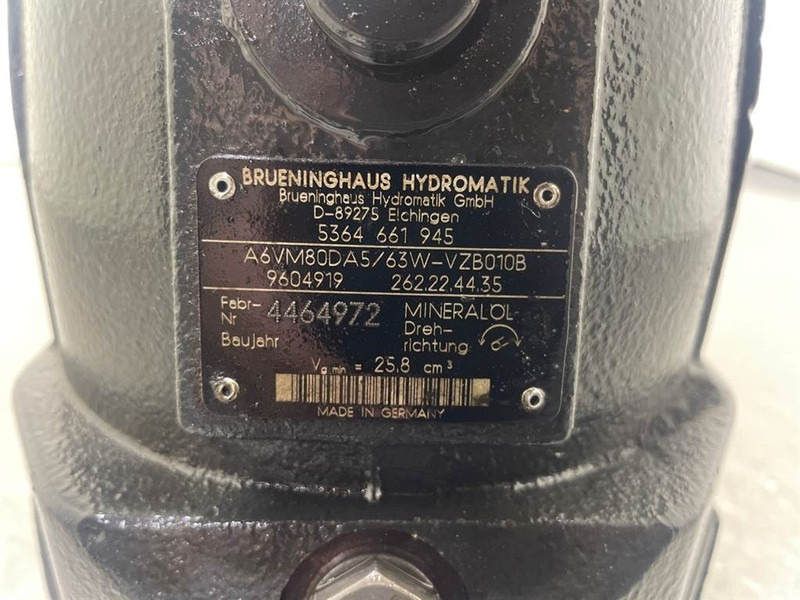 BRUENINGHAUS HYDROMATIK
Brueninghaus Hydromatik GmbH
D-89275 Elchingen
5364 661 945
A6VM80DA5/63W-VZB010B
9604919 262.22.44.35
Fabr-Nr 4464972 MINERALÖL
Baujahr Dreh-richtung
Vg min = 25,8 cm³
MADE IN GERMANY